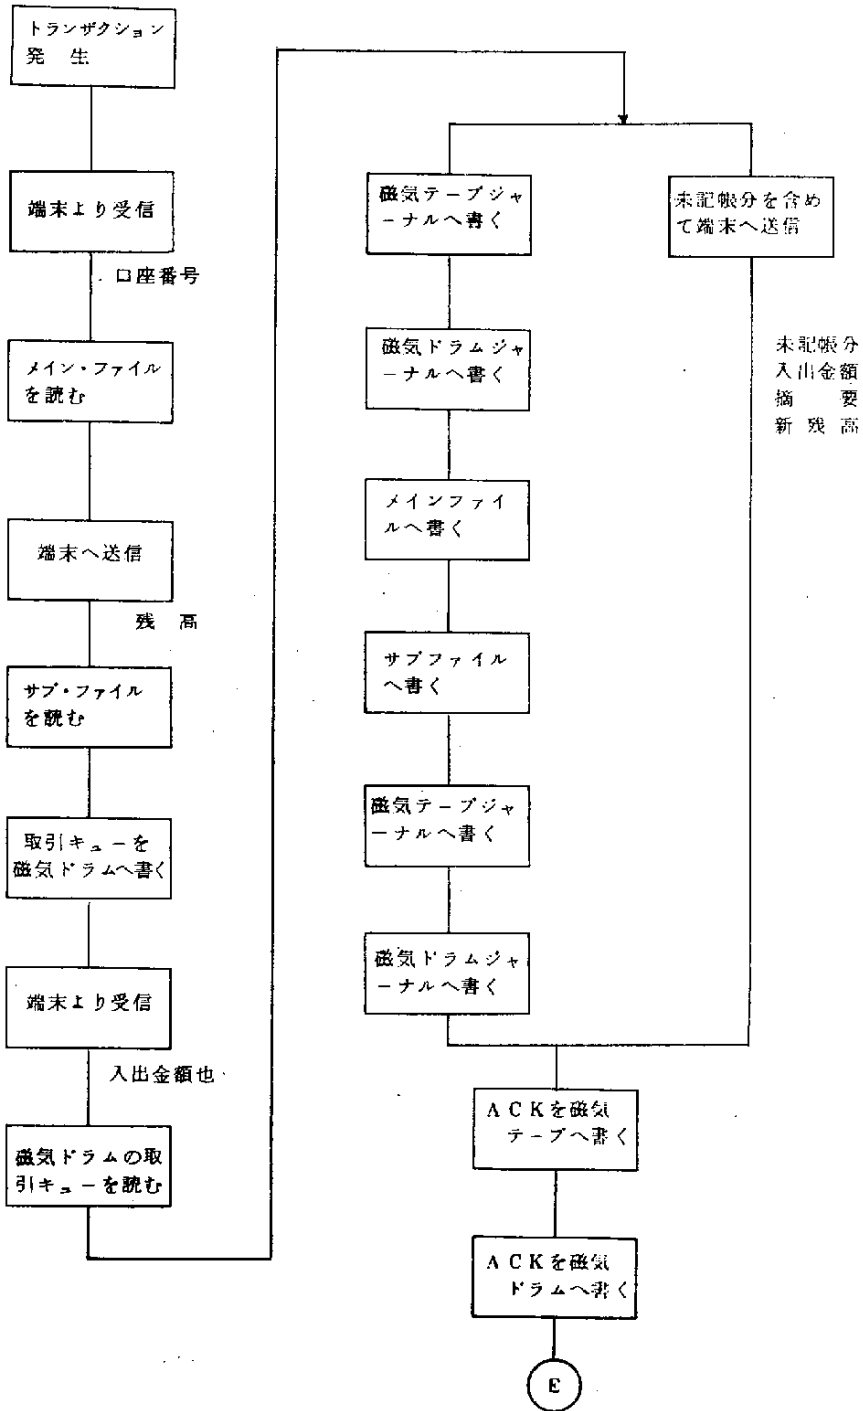 トランザクション
発 生
端末より受信
口座番号
メイン・ファイル
を読む
端末へ送信
残 高
サブ・ファイル
を読む
取引キューを
磁気ドラムへ書く
端末より受信
入出金額也
磁気ドラムの取
引キューを読む
磁気テープジャ
ーナルへ書く
磁気ドラムジャ
ーナルへ書く
メインファイ
ルへ書く
サブファイル
へ書く
磁気テープジャ
ーナルへ書く
磁気ドラムジャ
ーナルへ書く
未記帳分を含め
て端末へ送信
未記帳分
入出金額
摘 要
新 残 高
ACKを磁気
テープへ書く
ACKを磁気
ドラムへ書く
E